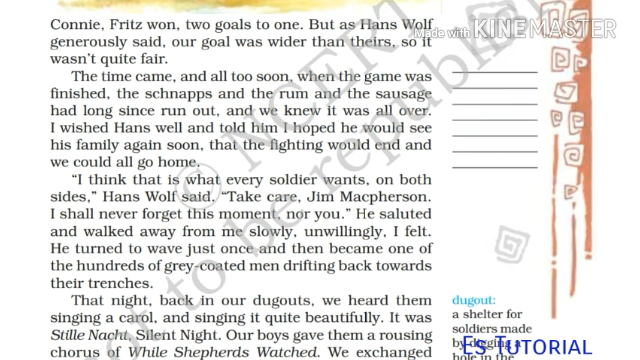 Connie, Fritz won, two goals to one. But as Hans Wolf
generously said, our goal was wider than theirs, so it
wasn't quite fair.
The time came, and all too soon, when the game was
finished, the schnapps and the rum and the sausage
had long since run out, and we knew it was all over.
I wished Hans well and told him I hoped he would see
his family again soon, that the fighting would end and
we could all go home.
“I think that is what every soldier wants, on both
sides,” Hans Wolf said, “Take care, Jim Macpherson.
I shall never forget this moment, nor you.” He saluted
and walked away from me slowly, unwillingly, I felt.
He turned to wave just once and then became one of
the hundreds of grey-coated men drifting back towards
their trenches.
That night, back in our dugouts, we heard them
singing a carol, and singing it quite beautifully. It was
Stille Nacht, Silent Night. Our boys gave them a rousing
chorus of While Shepherds Watched. We exchanged
Made with KINEMASTER
dugout:
a shelter for
soldiers made
by digging a
hole in the
ES TUTORIAL
© NCERT
not to be republished